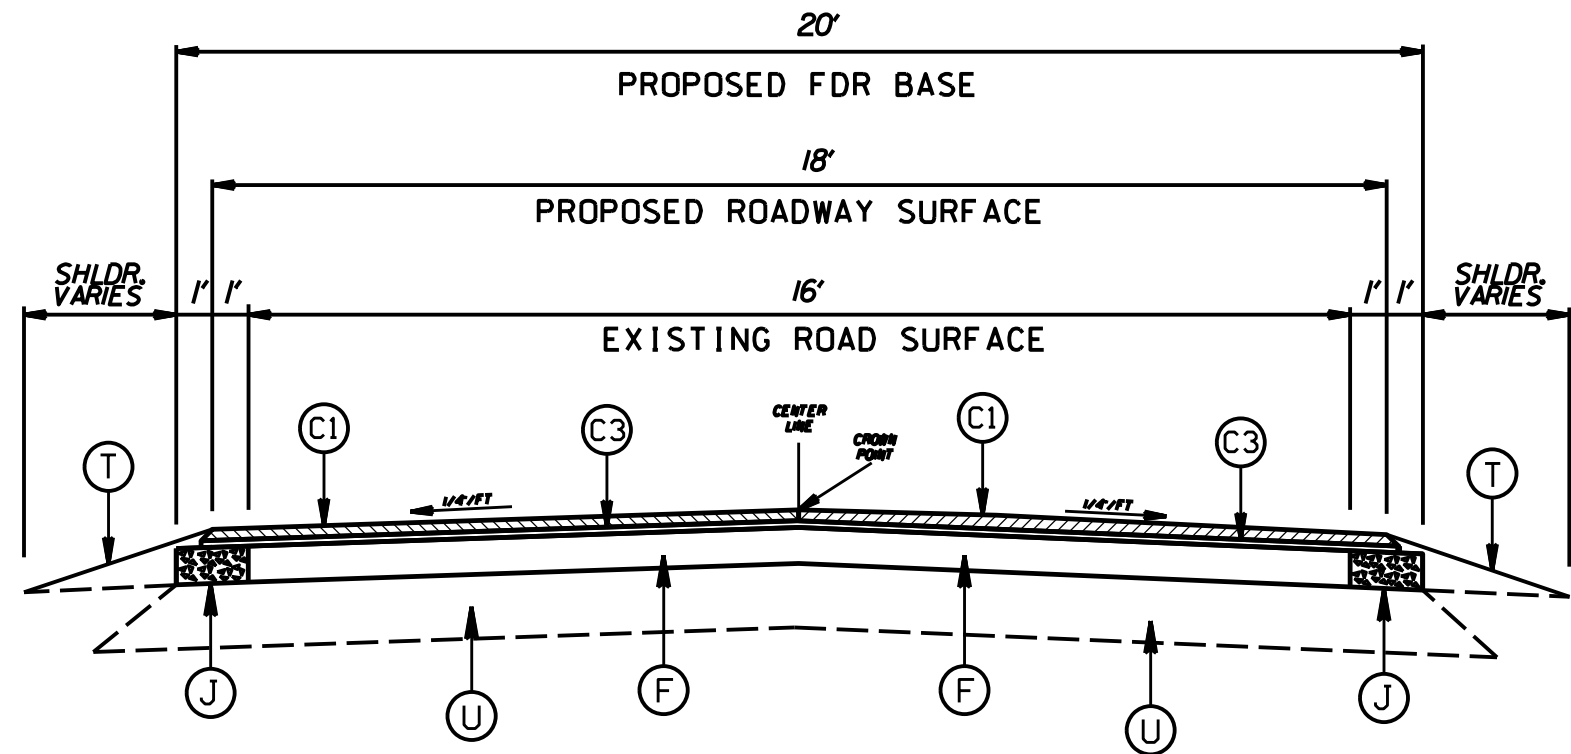 20'
PROPOSED FDR BASE
18'
PROPOSED ROADWAY SURFACE
SHLDR.
VARIES
1' 1'
16'
1' 1'
SHLDR.
VARIES
EXISTING ROAD SURFACE
C1
C3
CENTER
LINE
CROWN
POINT
C1
C3
T
T
1/4"/FT
1/4"/FT
J
U
F
F
U
J